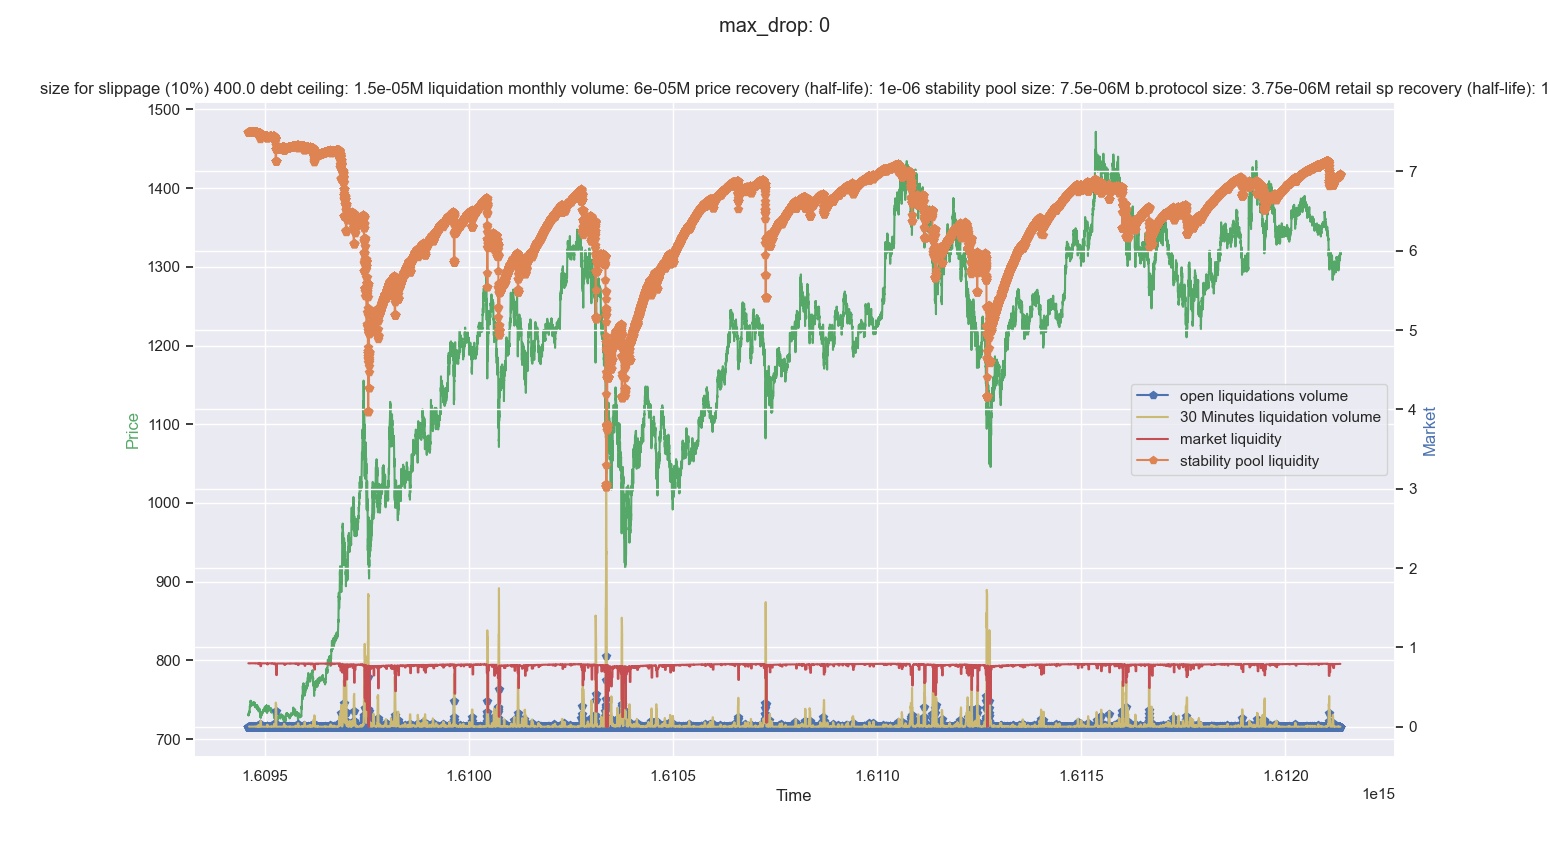 max_drop: 0
size for slippage (10%) 400.0 debt ceiling: 1.5e-05M liquidation monthly volume: 6e-05M price recovery (half-life): 1e-06 stability pool size: 7.5e-06M b.protocol size: 3.75e-06M retail sp recovery (half-life): 1
1500
1400
1300
1200
1100
1000
900
800
700
Price
7
6
5
4
3
2
1
0
Market
open liquidations volume
30 Minutes liquidation volume
market liquidity
stability pool liquidity
1.6095
1.6100
1.6105
1.6110
1.6115
1.6120
Time
1e15